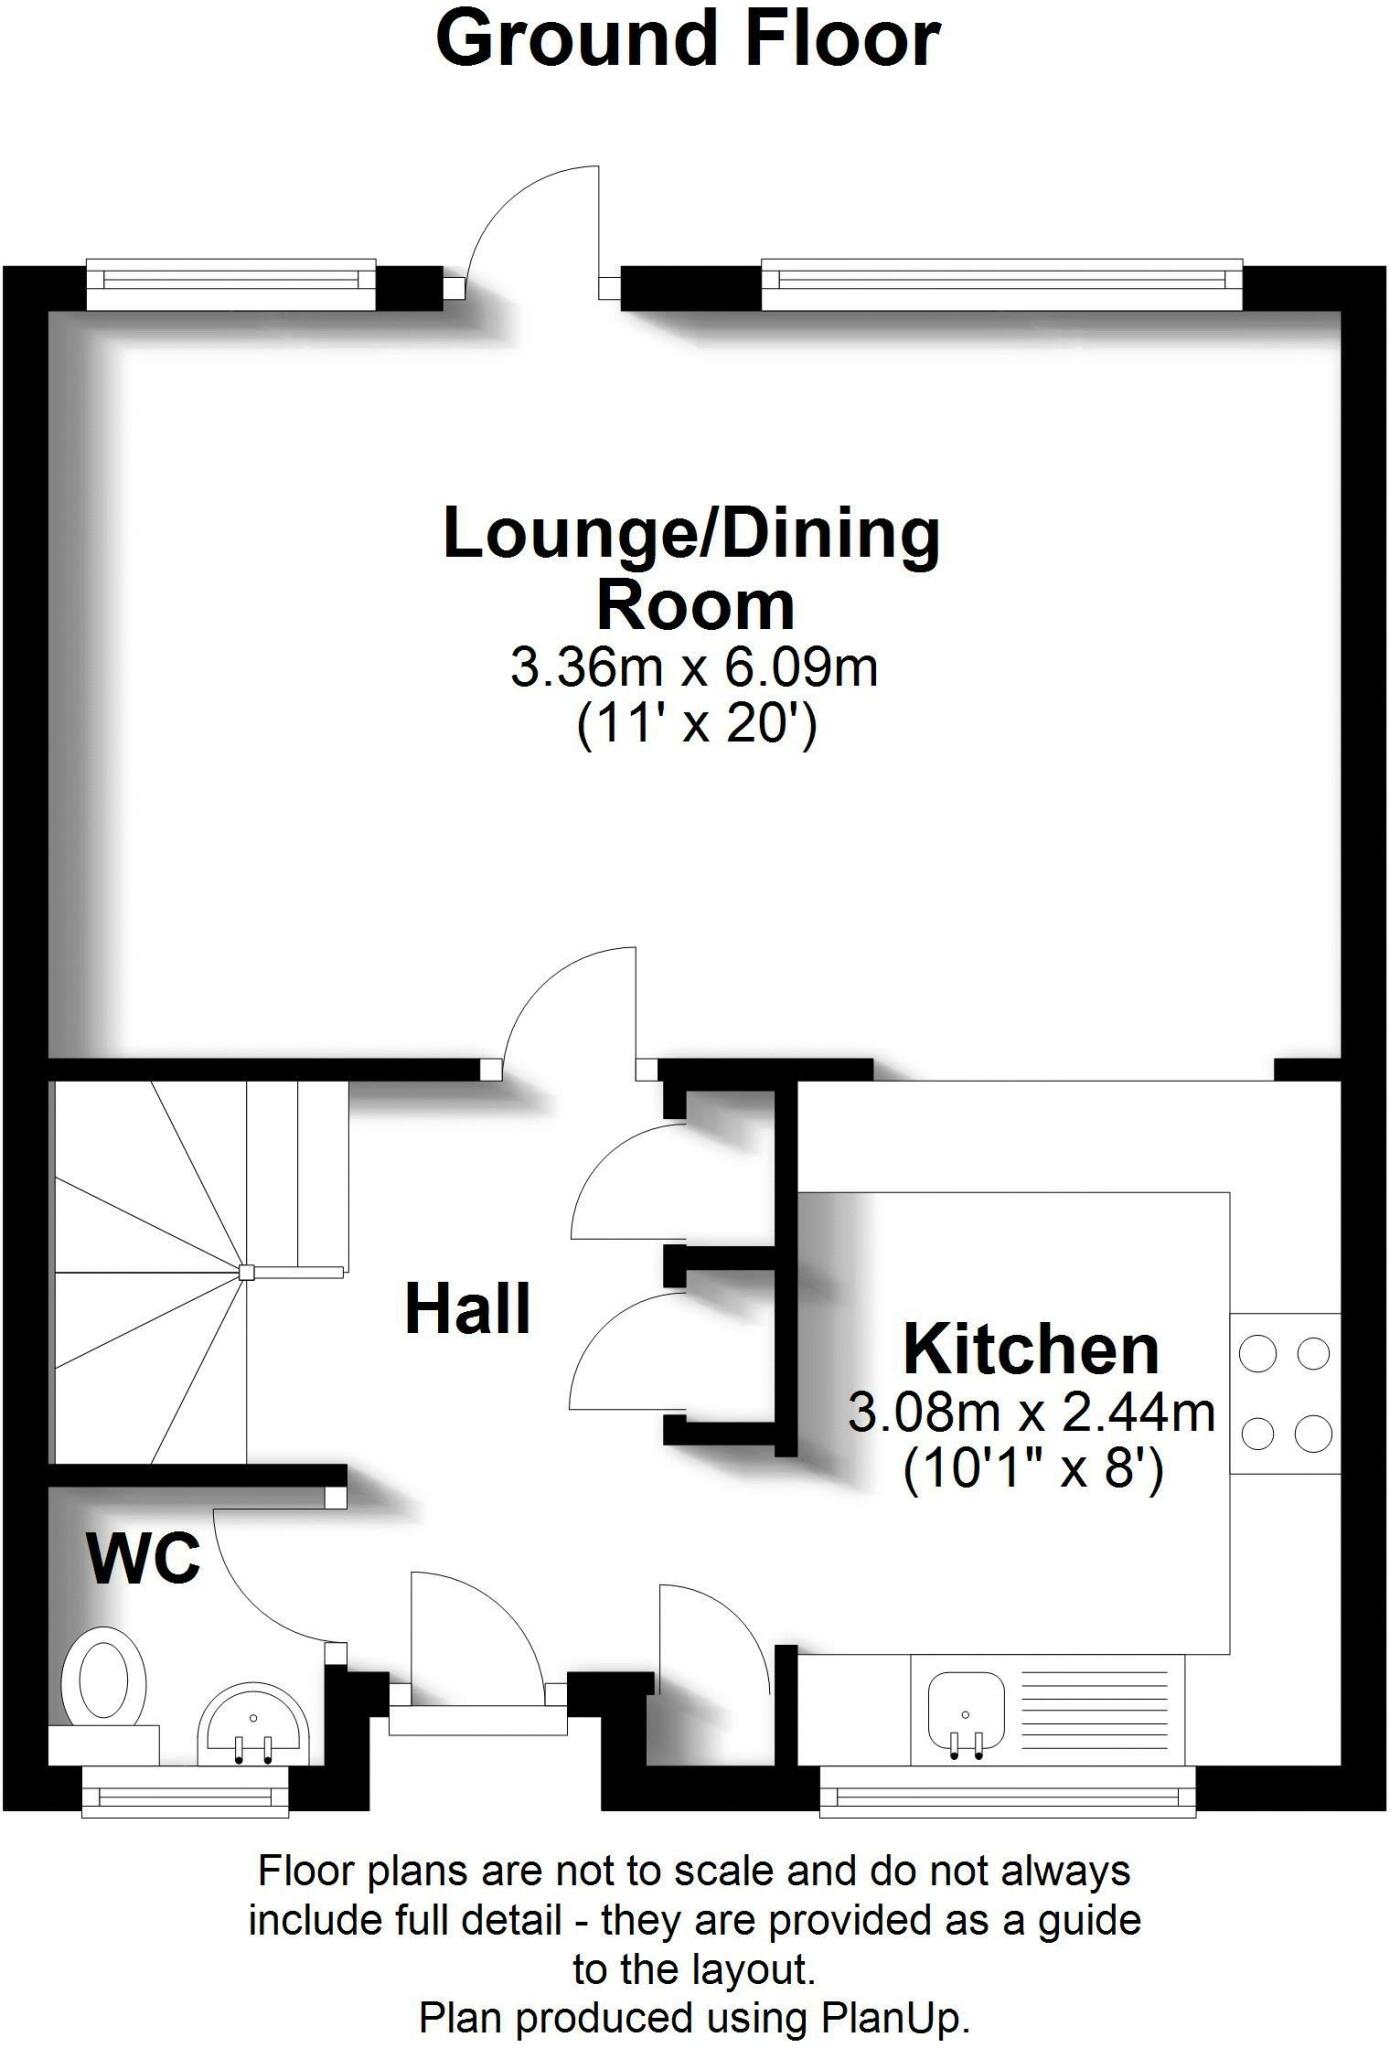 Ground Floor
Lounge/Dining
Room
3.36m x 6.09m
(11' x 20')
Hall
Kitchen
3.08m x 2.44m
(10'1" x 8')
WC
Floor plans are not to scale and do not always
include full detail - they are provided as a guide
to the layout.
Plan produced using PlanUp.